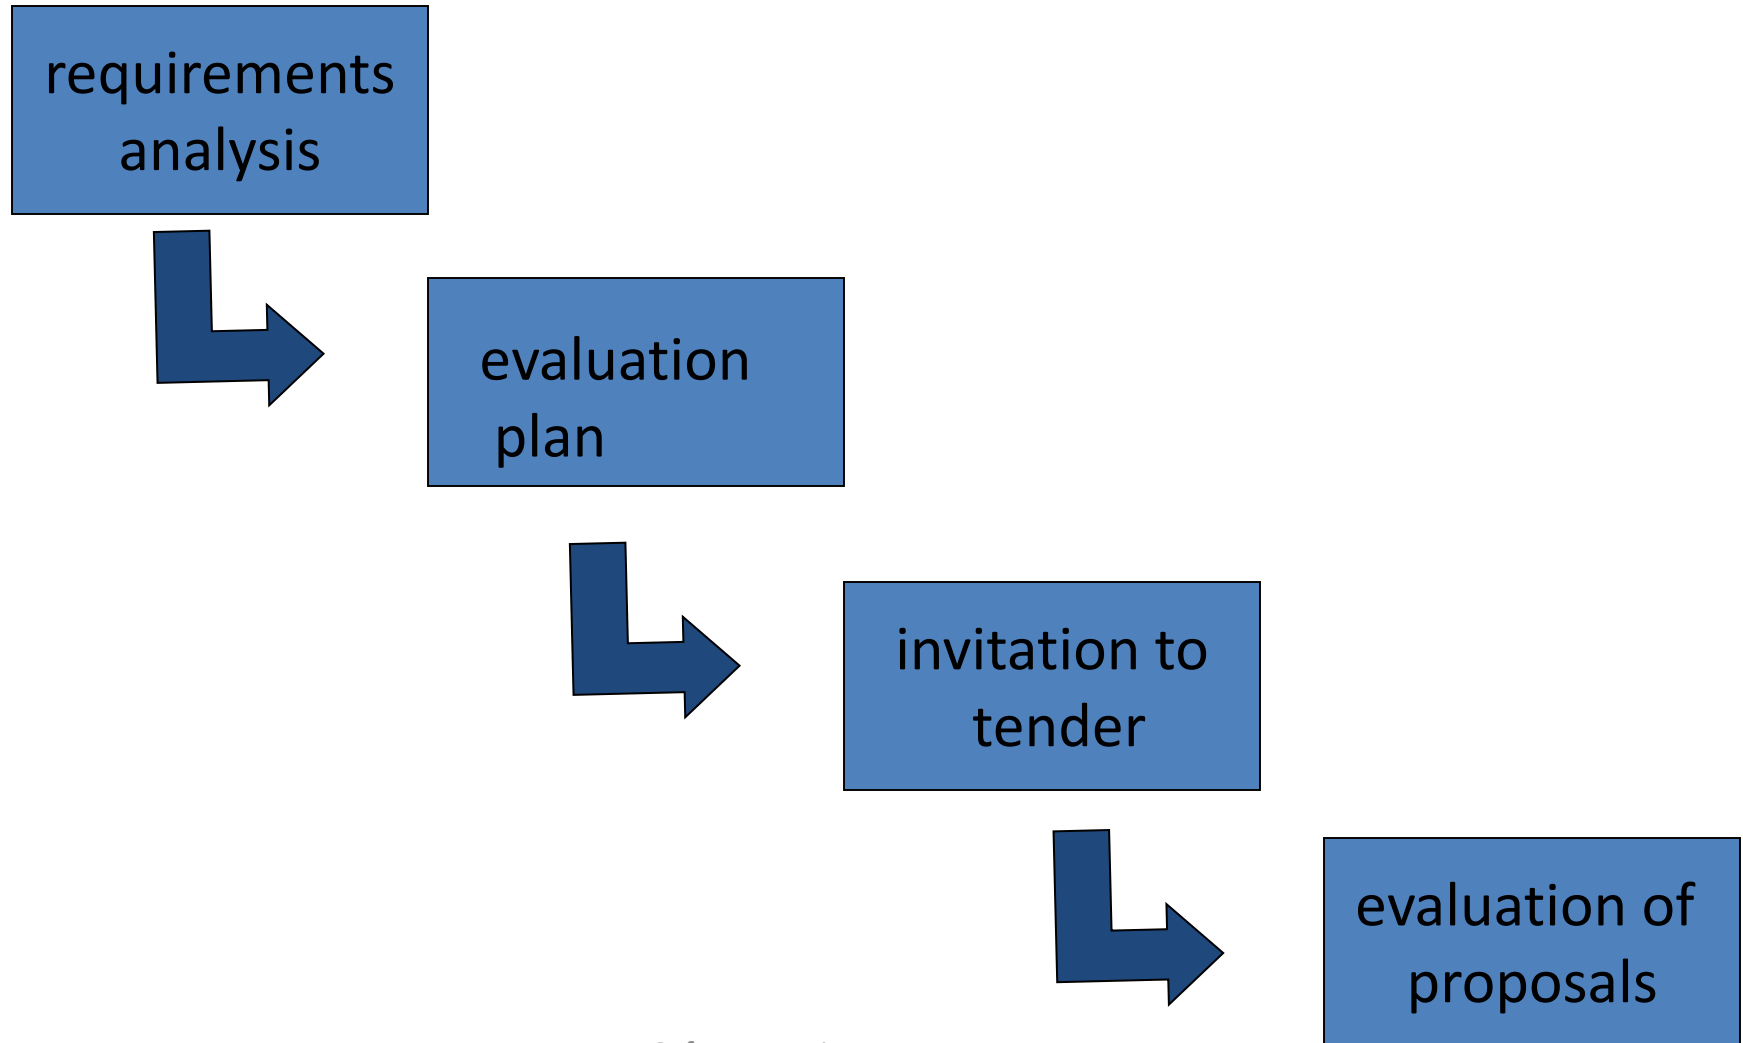 requirements
analysis
evaluation
plan
invitation to
tender
evaluation of
proposals